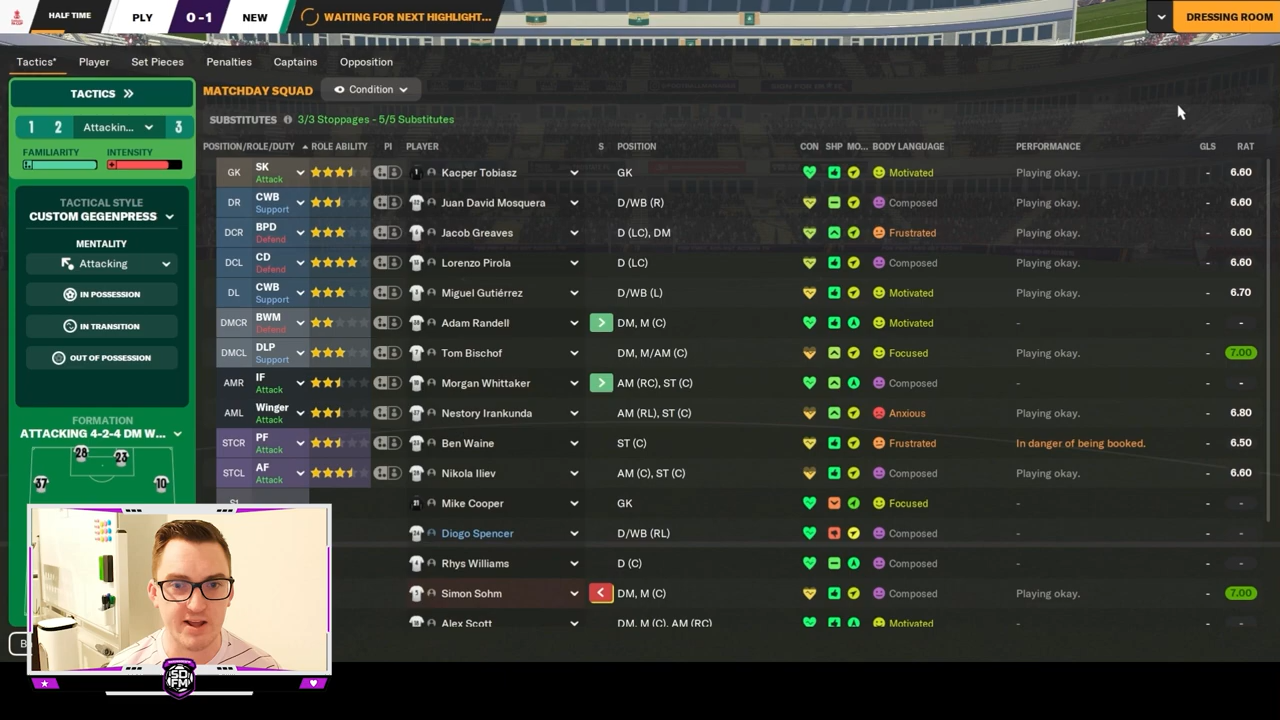 HALF TIME
PLY
0 - 1
NEW
WAITING FOR NEXT HIGHLIGHT...
DRESSING ROOM
Tactics* Player Set Pieces Penalties Captains Opposition
TACTICS
1 2 Attackin... 3
FAMILIARITY INTENSITY
TACTICAL STYLE
CUSTOM GEGENPRESS
MENTALITY
Attacking
IN POSSESSION
IN TRANSITION
OUT OF POSSESSION
FORMATION
ATTACKING 4-2-4 DM W...
28 23
37 10
MATCHDAY SQUAD Condition
SUBSTITUTES 3/3 Stoppages - 5/5 Substitutes
POSITION/ROLE/DUTY ROLE ABILITY PI PLAYER S POSITION CON SHP MO... BODY LANGUAGE PERFORMANCE GLS RAT
GK SK Attack Kacper Tobiasz GK Motivated Playing okay. - 6.60
DR CWB Support Juan David Mosquera D/WB (R) Composed Playing okay. - 6.60
DCR BPD Defend Jacob Greaves D (LC), DM Frustrated Playing okay. - 6.60
DCL CD Defend Lorenzo Pirola D (LC) Composed Playing okay. - 6.60
DL CWB Support Miguel Gutiérrez D/WB (L) Motivated Playing okay. - 6.70
DMCR BWM Defend Adam Randell DM, M (C) Motivated - - -
DMCL DLP Support Tom Bischof DM, M/AM (C) Focused Playing okay. - 7.00
AMR IF Attack Morgan Whittaker AM (RC), ST (C) Composed - - -
AML Winger Attack Nestory Irankunda AM (RL), ST (C) Anxious Playing okay. - 6.80
STCR PF Attack Ben Waine ST (C) Frustrated In danger of being booked. - 6.50
STCL AF Attack Nikola Iliev AM (C), ST (C) Composed Playing okay. - 6.60
S1 Mike Cooper GK Focused - - -
Diogo Spencer D/WB (RL) Composed - - -
Rhys Williams D (C) Composed - - -
Simon Sohm DM, M (C) Composed Playing okay. - 7.00
Alex Scott DM, M (C), AM (RC) Motivated - - -
SD
FM